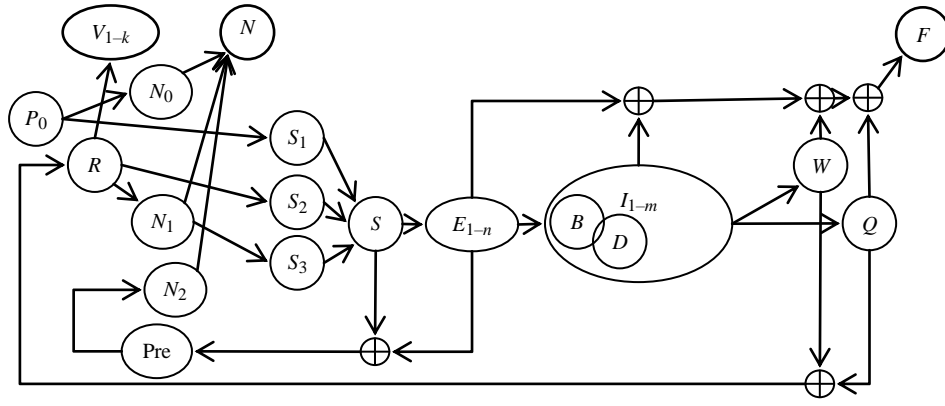 V₁₋ₖ
N
F
N₀
P₀
S₁
R
W
S₂
I₁₋ₘ
B
N₁
S
E₁₋ₙ
Q
D
S₃
N₂
Pre